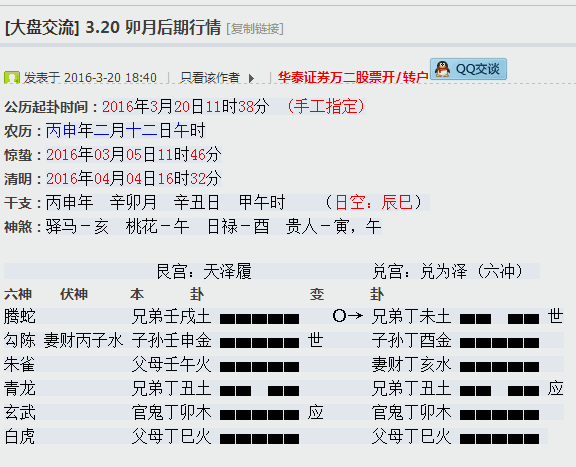 [大盘交流] 3.20 卯月后期行情 [复制链接]
发表于 2016-3-20 18:40 | 只看该作者 | 华泰证券万二股票开/转户 QQ交谈
公历起卦时间：2016年3月20日11时38分 （手工指定）
农历：丙申年二月十二日午时
惊蛰：2016年03月05日11时46分
清明：2016年04月04日16时32分
干支：丙申年 辛卯月 辛丑日 甲午时 （日空：辰巳）
神煞：驿马－亥 桃花－午 日禄－酉 贵人－寅，午
艮宫：天泽履 兑宫：兑为泽（六冲）
六神 伏神 本 卦 变 卦
腾蛇 兄弟壬戌土 O→ 兄弟丁未土 世
勾陈 妻财丙子水 子孙壬申金 世 子孙丁酉金
朱雀 父母壬午火 妻财丁亥水
青龙 兄弟丁丑土 兄弟丁丑土 应
玄武 官鬼丁卯木 应 官鬼丁卯木
白虎 父母丁巳火 父母丁巳火